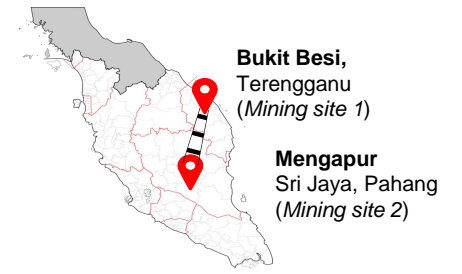 Bukit Besi,
Terengganu
(Mining site 1)
Mengapur
Sri Jaya, Pahang
(Mining site 2)